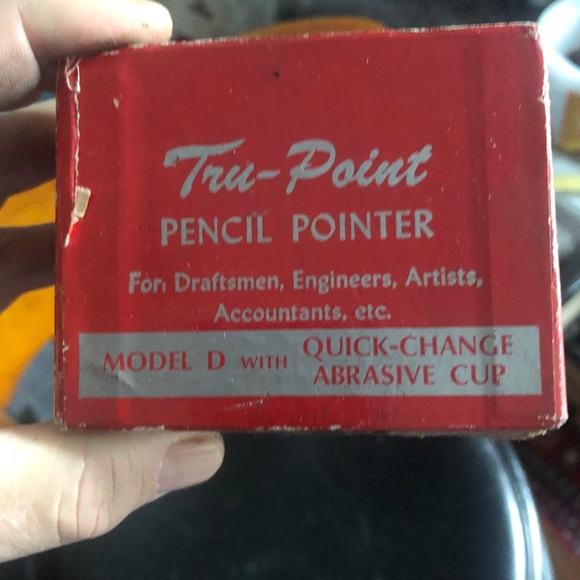 Tru-Point
PENCIL POINTER
For: Draftsmen, Engineers, Artists,
Accountants, etc.
MODEL D WITH QUICK-CHANGE
ABRASIVE CUP